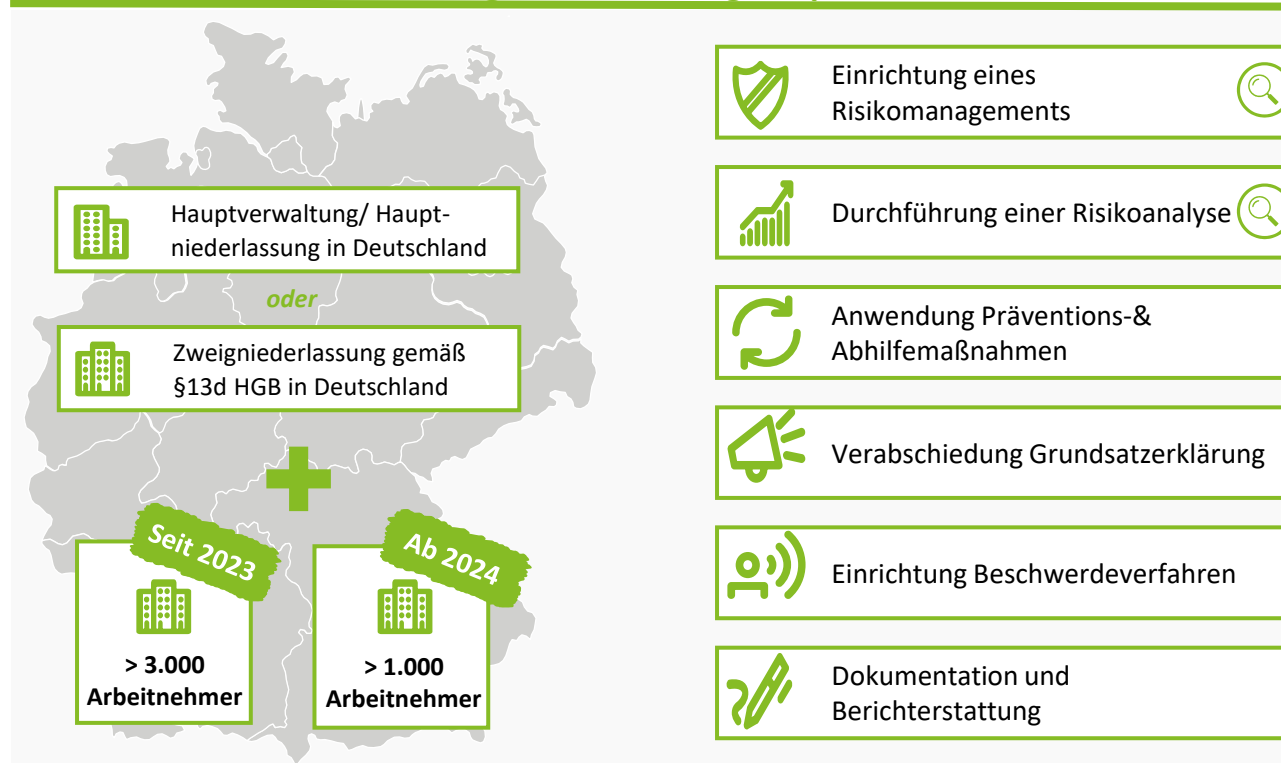 Hauptverwaltung/ Haupt-
niederlassung in Deutschland
oder
Zweigniederlassung gemäß
§13d HGB in Deutschland
Seit 2023
> 3.000
Arbeitnehmer
Ab 2024
> 1.000
Arbeitnehmer
Einrichtung eines
Risikomanagements
Durchführung einer Risikoanalyse
Anwendung Präventions-&
Abhilfemaßnahmen
Verabschiedung Grundsatzerklärung
Einrichtung Beschwerdeverfahren
Dokumentation und
Berichterstattung